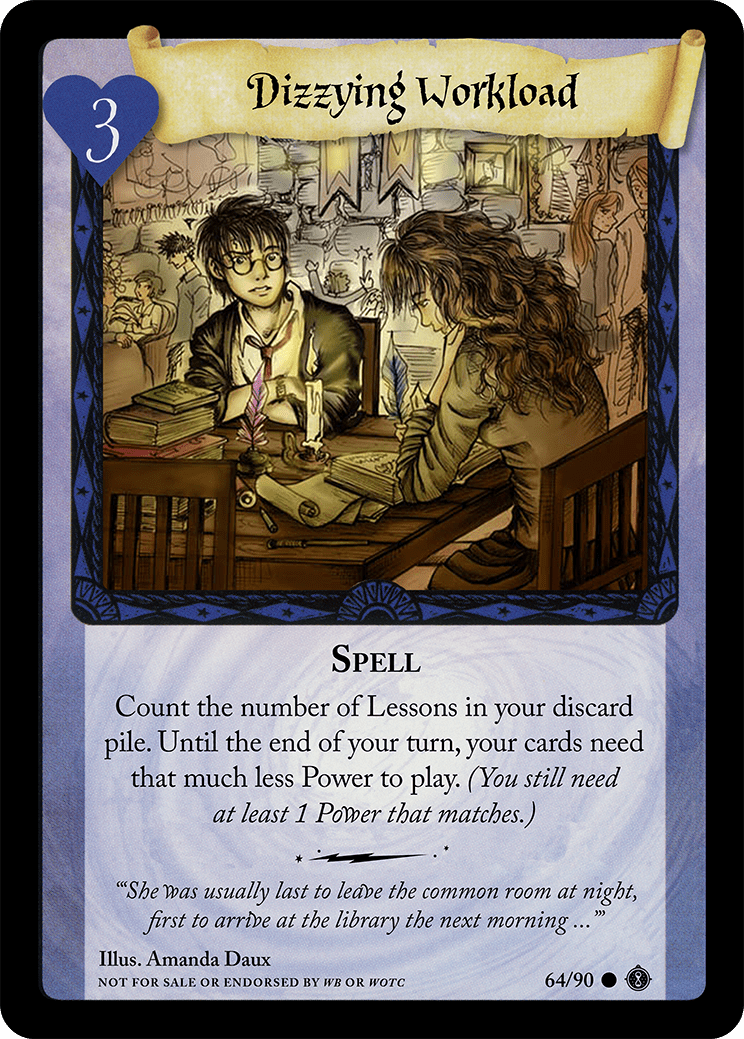 3
Dizzying Workload
Spell
Count the number of Lessons in your discard
pile. Until the end of your turn, your cards need
that much less Power to play. (You still need
at least 1 Power that matches.)
“‘She was usually last to leave the common room at night,
first to arrive at the library the next morning ...’”
Illus. Amanda Daux
NOT FOR SALE OR ENDORSED BY WB OR WOTC
64/90